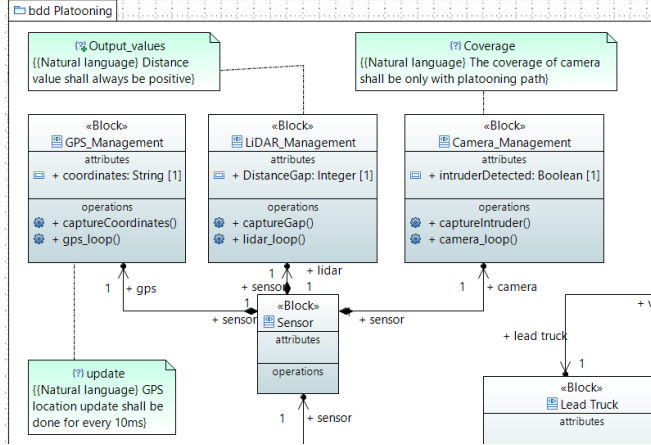 bdd Platooning
Output_values
{{Natural language} Distance
value shall always be positive}
Coverage
{{Natural language} The coverage of camera
shall be only with platooning path}
«Block»
GPS_Management
attributes
+ coordinates: String [1]
operations
+ captureCoordinates()
+ gps_loop()
«Block»
LiDAR_Management
attributes
+ DistanceGap: Integer [1]
operations
+ captureGap()
+ lidar_loop()
«Block»
Camera_Management
attributes
+ intruderDetected: Boolean [1]
operations
+ captureIntruder()
+ camera_loop()
1
+ gps
1
+ sensor
1
+ lidar
+ sensor
1
1
+ camera
+ sensor
«Block»
Sensor
attributes
operations
1
+ sensor
update
{{Natural language} GPS
location update shall be
done for every 10ms}
+ lead truck
1
«Block»
Lead Truck
attributes